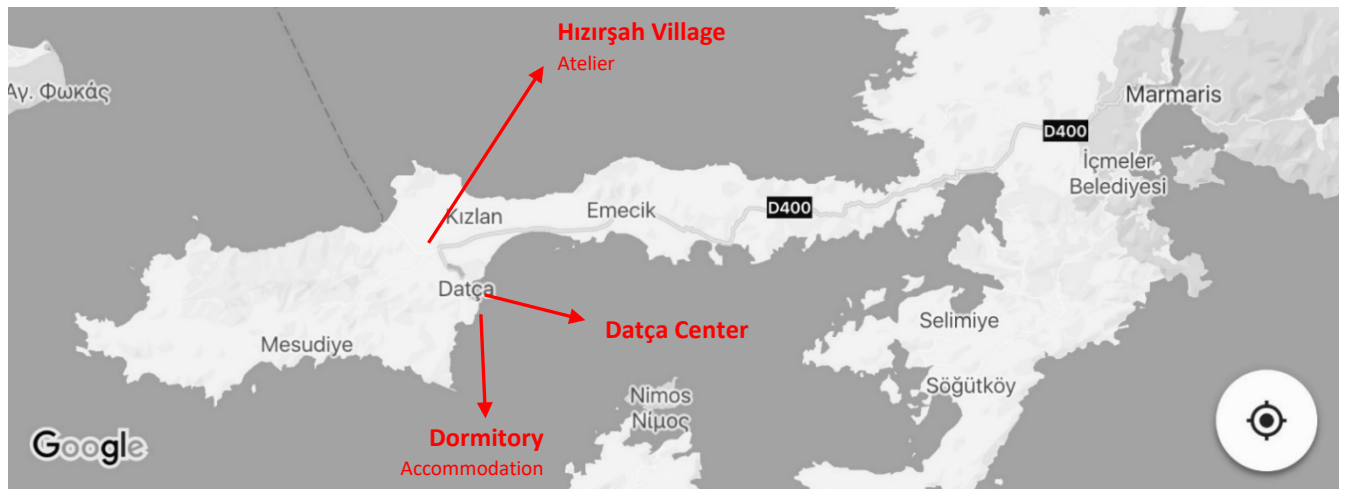 Hızırşah Village
Atelier
Αγ. Φωκάς
Marmaris
D400
İçmeler
Belediyesi
Kızlan
Emecik
D400
Datça
Selimiye
Datça Center
Mesudiye
Söğütköy
Nimos
Νίμος
Dormitory
Accommodation
Google